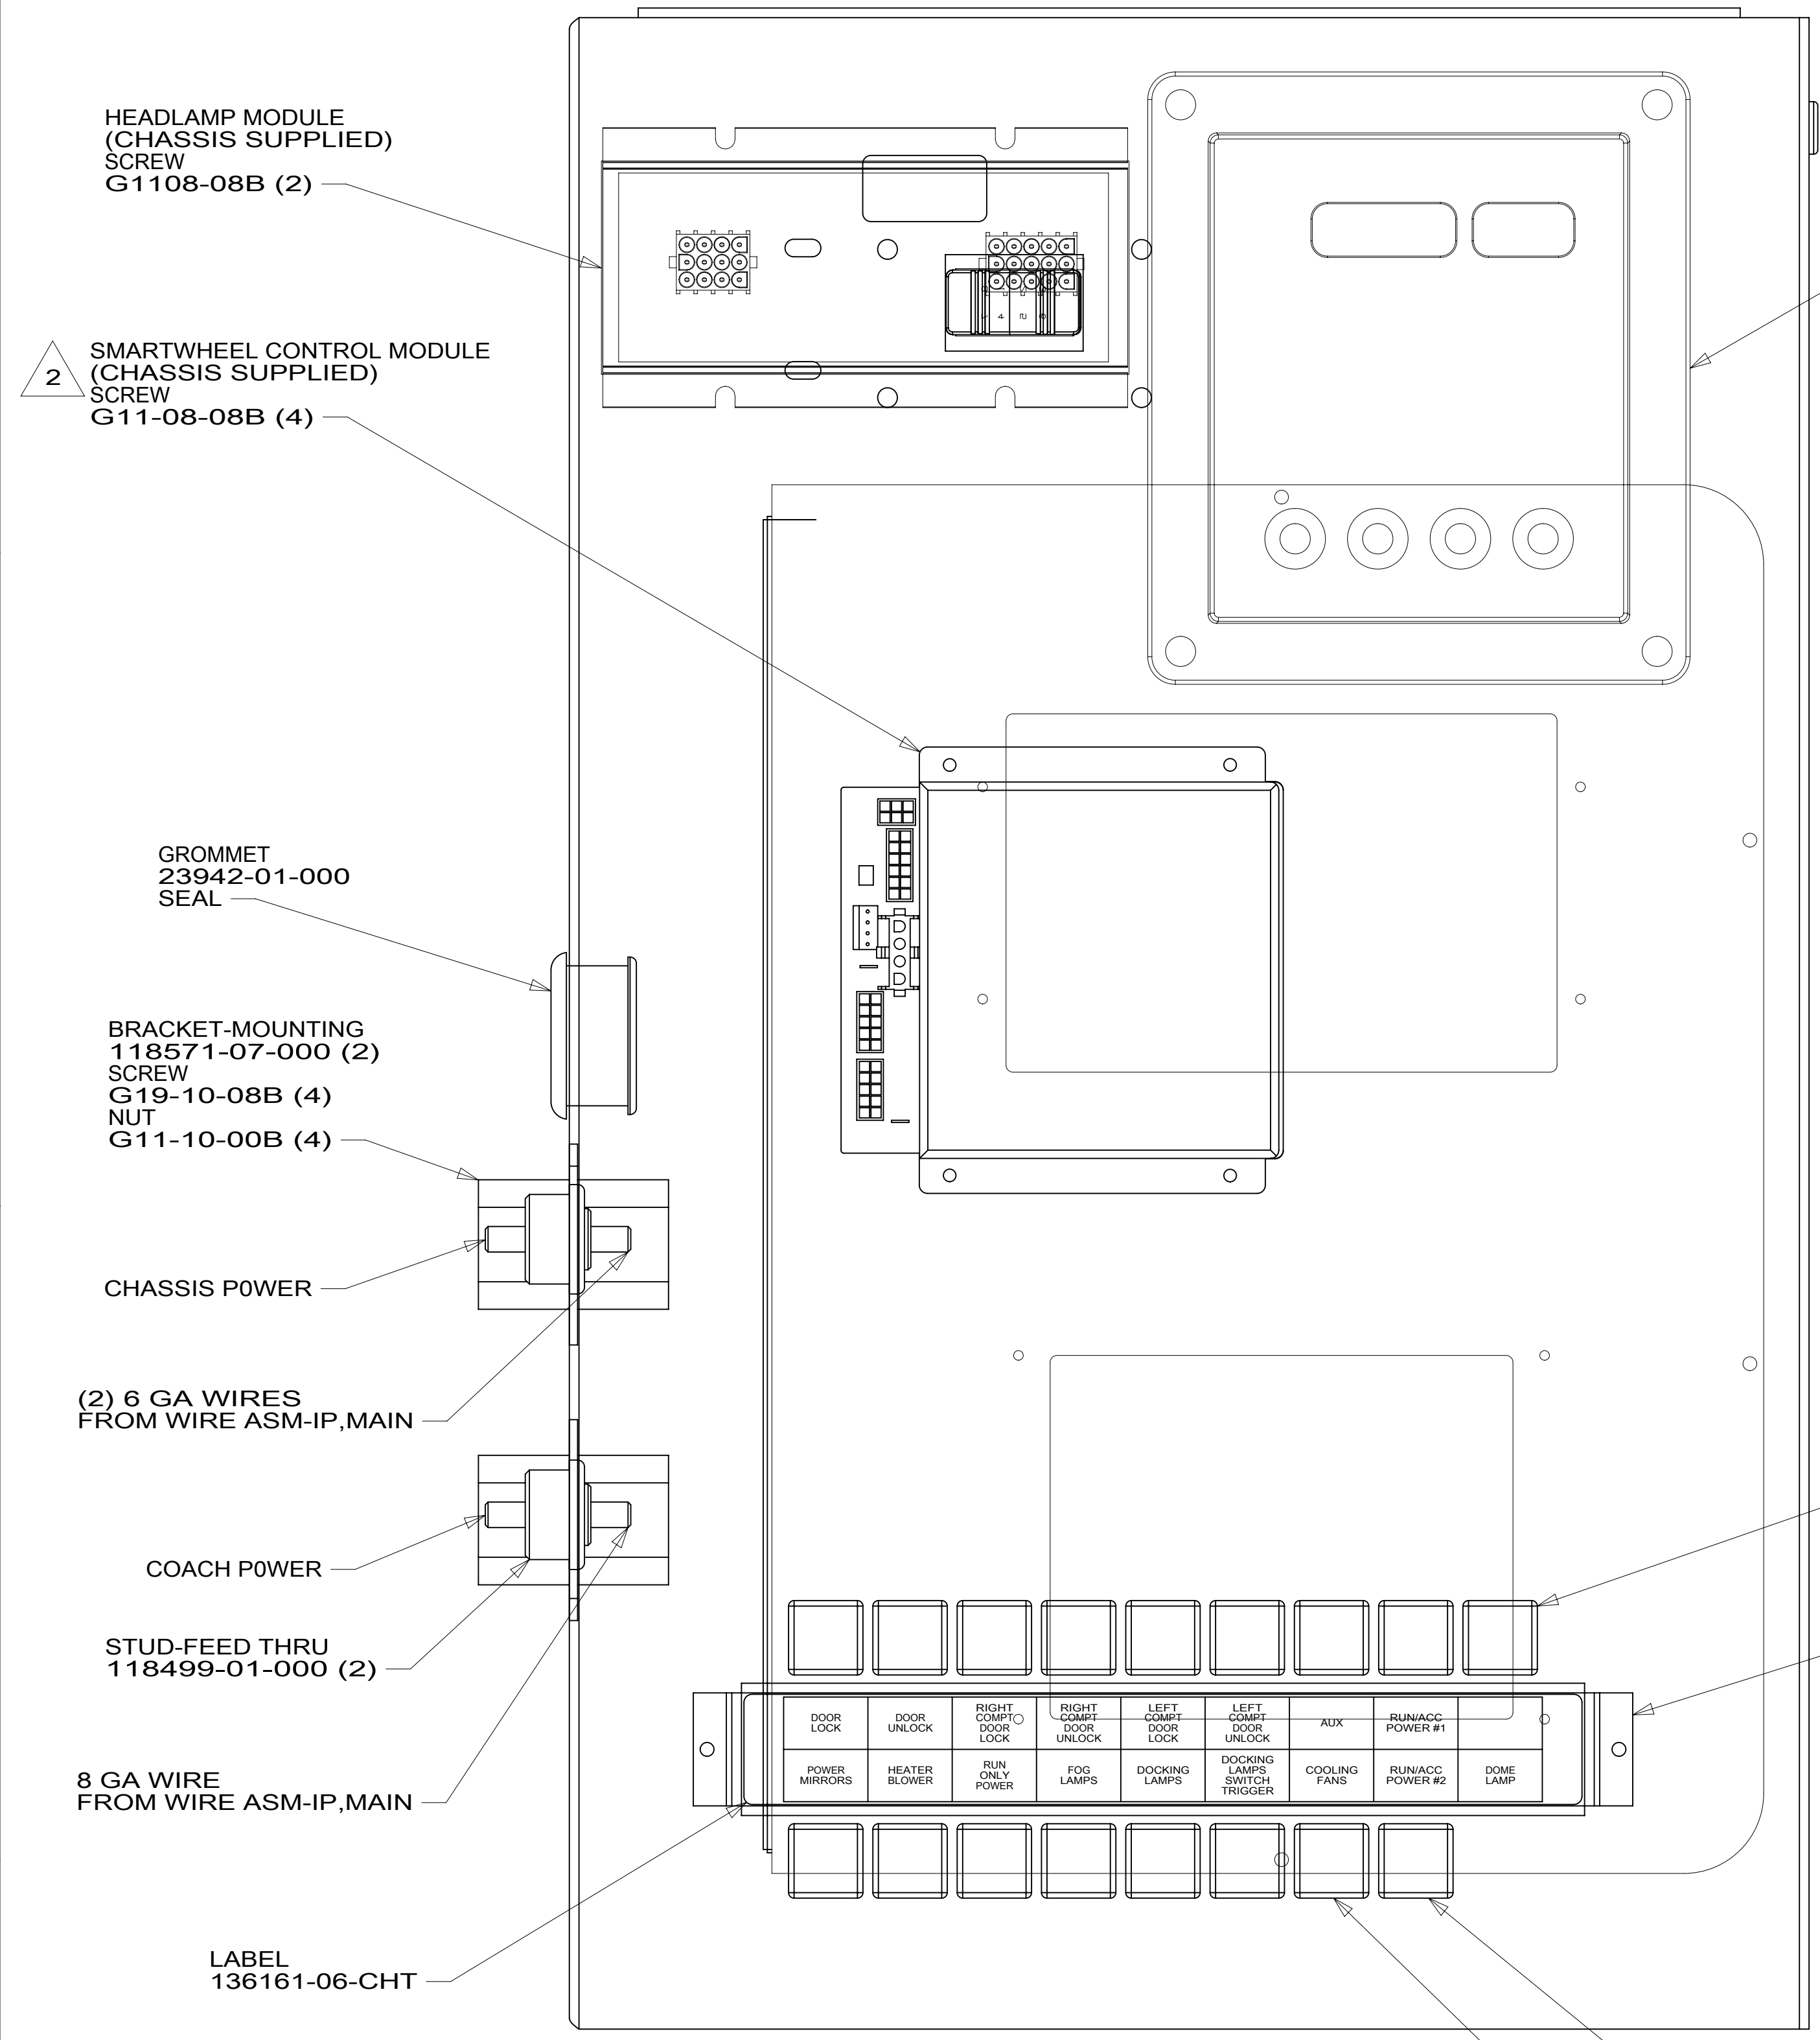 HEADLAMP MODULE
(CHASSIS SUPPLIED)
SCREW
G1108-08B (2)
2
SMARTWHEEL CONTROL MODULE
(CHASSIS SUPPLIED)
SCREW
G11-08-08B (4)
GROMMET
23942-01-000
SEAL
BRACKET-MOUNTING
118571-07-000 (2)
SCREW
G19-10-08B (4)
NUT
G11-10-00B (4)
CHASSIS P0WER
(2) 6 GA WIRES
FROM WIRE ASM-IP,MAIN
COACH P0WER
STUD-FEED THRU
118499-01-000 (2)
8 GA WIRE
FROM WIRE ASM-IP,MAIN
LABEL
136161-06-CHT
DOOR
LOCK
DOOR
UNLOCK
RIGHT
COMPT
DOOR
LOCK
RIGHT
COMPT
DOOR
UNLOCK
LEFT
COMPT
DOOR
LOCK
LEFT
COMPT
DOOR
UNLOCK
AUX
RUN/ACC
POWER #1
POWER
MIRRORS
HEATER
BLOWER
RUN
ONLY
POWER
FOG
LAMPS
DOCKING
LAMPS
DOCKING
LAMPS
SWITCH
TRIGGER
COOLING
FANS
RUN/ACC
POWER #2
DOME
LAMP